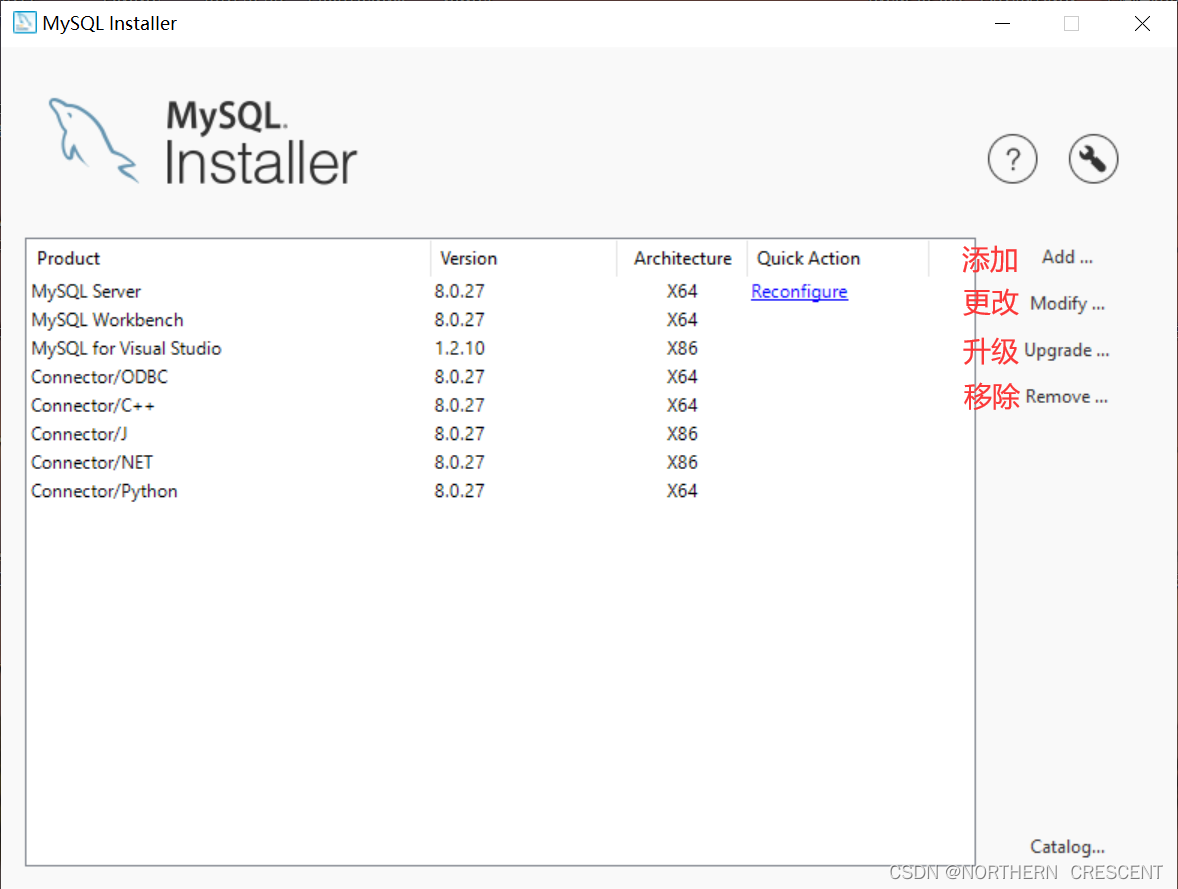 MySQL Installer
MySQL.
Installer
?
Product Version Architecture Quick Action
MySQL Server 8.0.27 X64 Reconfigure
MySQL Workbench 8.0.27 X64
MySQL for Visual Studio 1.2.10 X86
Connector/ODBC 8.0.27 X64
Connector/C++ 8.0.27 X64
Connector/J 8.0.27 X86
Connector/NET 8.0.27 X86
Connector/Python 8.0.27 X64
添加 Add ...
更改 Modify ...
升级 Upgrade ...
移除 Remove ...
Catalog...
CSDN @NORTHERN CRESCENT